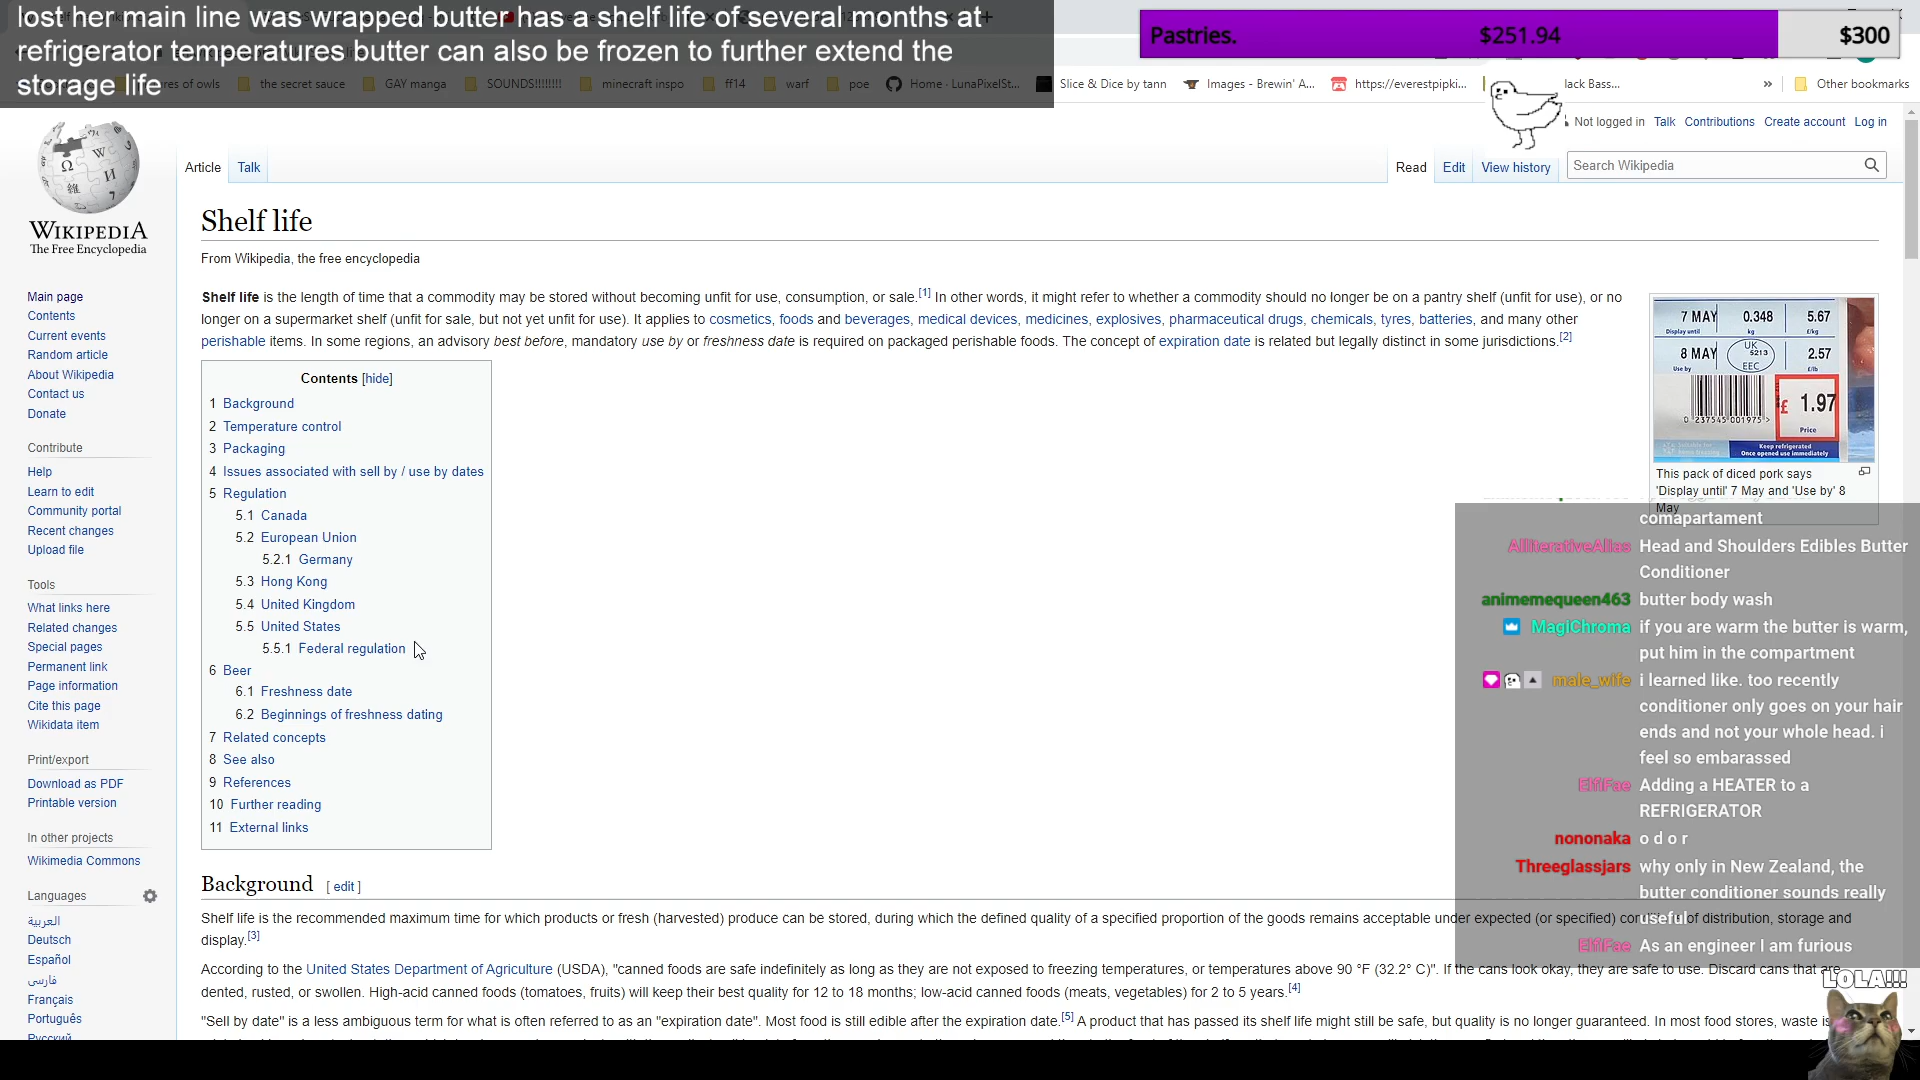 lost her main line was wrapped butter has a shelf life of several months at
refrigerator temperatures butter can also be frozen to further extend the
storage life
Pastries. $251.94 $300
res of owls the secret sauce GAY manga SOUNDS!!!!!!!! minecraft inspo ff14 warf poe Home · LunaPixelSt... Slice & Dice by tann Images - Brewin' A... https://everestpipki... lack Bass... » Other bookmarks
Not logged in Talk Contributions Create account Log in
Article Talk Read Edit View history Search Wikipedia
WIKIPEDIA
The Free Encyclopedia
Main page
Contents
Current events
Random article
About Wikipedia
Contact us
Donate
Contribute
Help
Learn to edit
Community portal
Recent changes
Upload file
Tools
What links here
Related changes
Special pages
Permanent link
Page information
Cite this page
Wikidata item
Print/export
Download as PDF
Printable version
In other projects
Wikimedia Commons
Languages
العربية
Deutsch
Español
فارسی
Français
Português
Русский
Shelf life
From Wikipedia, the free encyclopedia
Shelf life is the length of time that a commodity may be stored without becoming unfit for use, consumption, or sale.[1] In other words, it might refer to whether a commodity should no longer be on a pantry shelf (unfit for use), or no
longer on a supermarket shelf (unfit for sale, but not yet unfit for use). It applies to cosmetics, foods and beverages, medical devices, medicines, explosives, pharmaceutical drugs, chemicals, tyres, batteries, and many other
perishable items. In some regions, an advisory best before, mandatory use by or freshness date is required on packaged perishable foods. The concept of expiration date is related but legally distinct in some jurisdictions.[2]
Contents [hide]
1 Background
2 Temperature control
3 Packaging
4 Issues associated with sell by / use by dates
5 Regulation
5.1 Canada
5.2 European Union
5.2.1 Germany
5.3 Hong Kong
5.4 United Kingdom
5.5 United States
5.5.1 Federal regulation
6 Beer
6.1 Freshness date
6.2 Beginnings of freshness dating
7 Related concepts
8 See also
9 References
10 Further reading
11 External links
7 MAY 0.348 5.67
Display until kg £/kg
8 MAY UK 5213 EEC 2.57
Use by £/lb
£ 1.97
0 237545 001975 >
Price
Keep refrigerated
Once opened use immediately
This pack of diced pork says
'Display until' 7 May and 'Use by' 8
May
Background [ edit ]
Shelf life is the recommended maximum time for which products or fresh (harvested) produce can be stored, during which the defined quality of a specified proportion of the goods remains acceptable under expected (or specified) of distribution, storage and
display.[3]
According to the United States Department of Agriculture (USDA), "canned foods are safe indefinitely as long as they are not exposed to freezing temperatures, or temperatures above 90 °F (32.2° C)". If the cans look okay, they are safe to use. Discard cans that are
dented, rusted, or swollen. High-acid canned foods (tomatoes, fruits) will keep their best quality for 12 to 18 months; low-acid canned foods (meats, vegetables) for 2 to 5 years.[4]
"Sell by date" is a less ambiguous term for what is often referred to as an "expiration date". Most food is still edible after the expiration date.[5] A product that has passed its shelf life might still be safe, but quality is no longer guaranteed. In most food stores, waste is
comapartament
AlliterativeAlias Head and Shoulders Edibles Butter
Conditioner
animemequeen463 butter body wash
MagiChroma if you are warm the butter is warm,
put him in the compartment
male_wife i learned like. too recently
conditioner only goes on your hair
ends and not your whole head. i
feel so embarassed
ElfiFae Adding a HEATER to a
REFRIGERATOR
nononaka o d o r
Threeglassjars why only in New Zealand, the
butter conditioner sounds really
useful
ElfiFae As an engineer I am furious
LOLA!!!